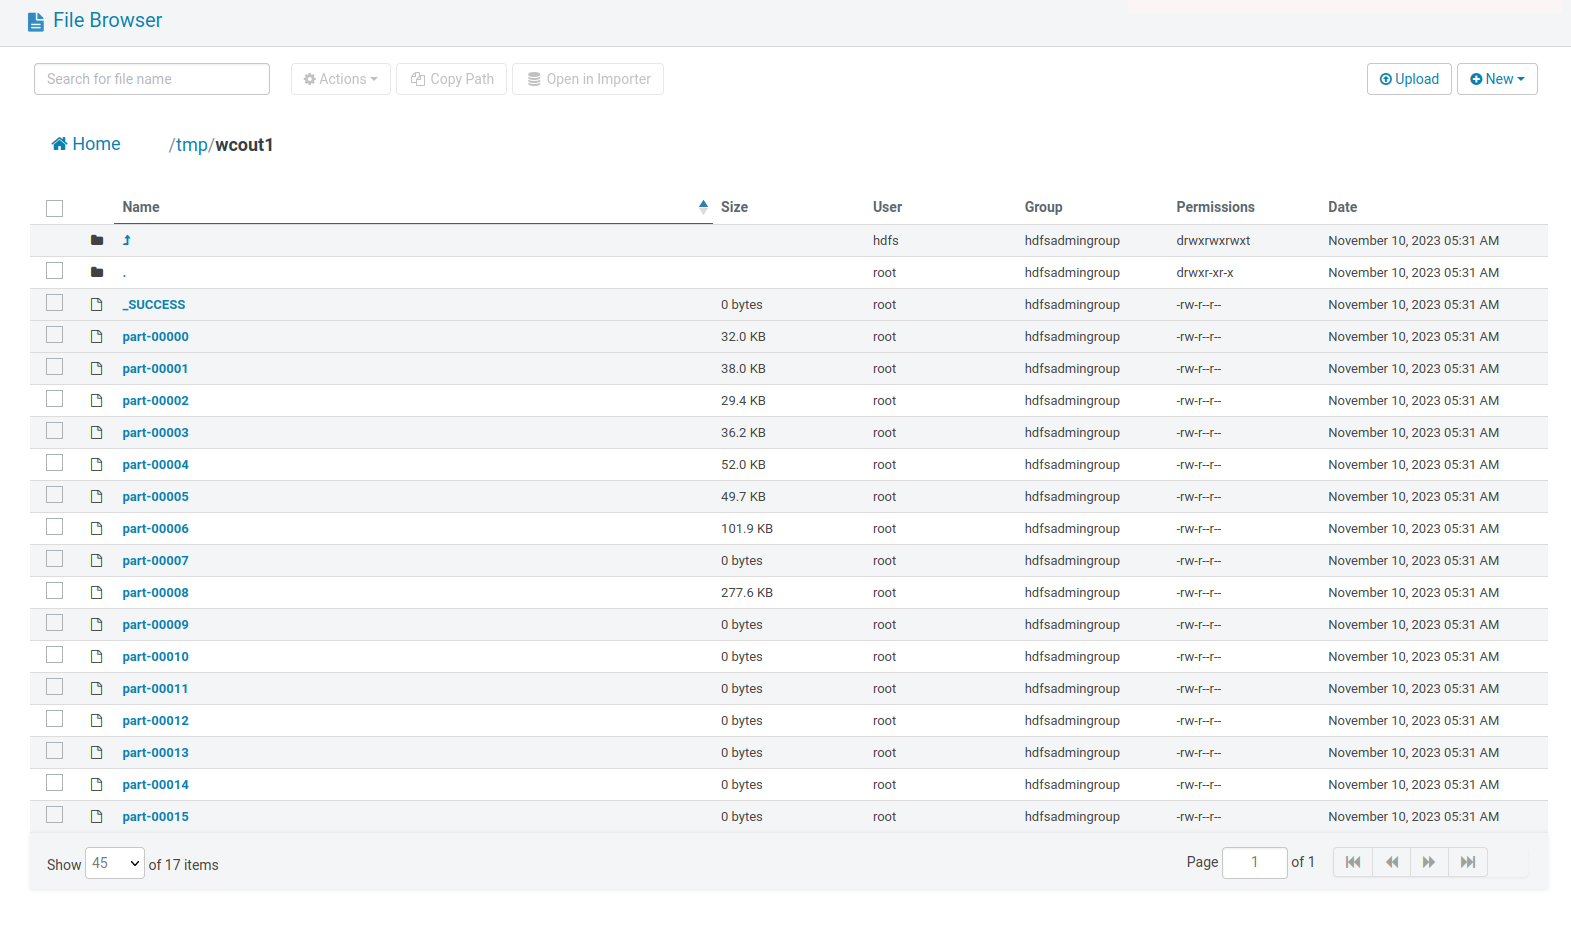 File Browser
Search for file name Actions Copy Path Open in Importer Upload New
Home /tmp/wcout1
Name Size User Group Permissions Date
hdfs hdfsadmingroup drwxrwxrwxt November 10, 2023 05:31 AM
. root hdfsadmingroup drwxr-xr-x November 10, 2023 05:31 AM
_SUCCESS 0 bytes root hdfsadmingroup -rw-r--r-- November 10, 2023 05:31 AM
part-00000 32.0 KB root hdfsadmingroup -rw-r--r-- November 10, 2023 05:31 AM
part-00001 38.0 KB root hdfsadmingroup -rw-r--r-- November 10, 2023 05:31 AM
part-00002 29.4 KB root hdfsadmingroup -rw-r--r-- November 10, 2023 05:31 AM
part-00003 36.2 KB root hdfsadmingroup -rw-r--r-- November 10, 2023 05:31 AM
part-00004 52.0 KB root hdfsadmingroup -rw-r--r-- November 10, 2023 05:31 AM
part-00005 49.7 KB root hdfsadmingroup -rw-r--r-- November 10, 2023 05:31 AM
part-00006 101.9 KB root hdfsadmingroup -rw-r--r-- November 10, 2023 05:31 AM
part-00007 0 bytes root hdfsadmingroup -rw-r--r-- November 10, 2023 05:31 AM
part-00008 277.6 KB root hdfsadmingroup -rw-r--r-- November 10, 2023 05:31 AM
part-00009 0 bytes root hdfsadmingroup -rw-r--r-- November 10, 2023 05:31 AM
part-00010 0 bytes root hdfsadmingroup -rw-r--r-- November 10, 2023 05:31 AM
part-00011 0 bytes root hdfsadmingroup -rw-r--r-- November 10, 2023 05:31 AM
part-00012 0 bytes root hdfsadmingroup -rw-r--r-- November 10, 2023 05:31 AM
part-00013 0 bytes root hdfsadmingroup -rw-r--r-- November 10, 2023 05:31 AM
part-00014 0 bytes root hdfsadmingroup -rw-r--r-- November 10, 2023 05:31 AM
part-00015 0 bytes root hdfsadmingroup -rw-r--r-- November 10, 2023 05:31 AM
Show 45 of 17 items Page 1 of 1